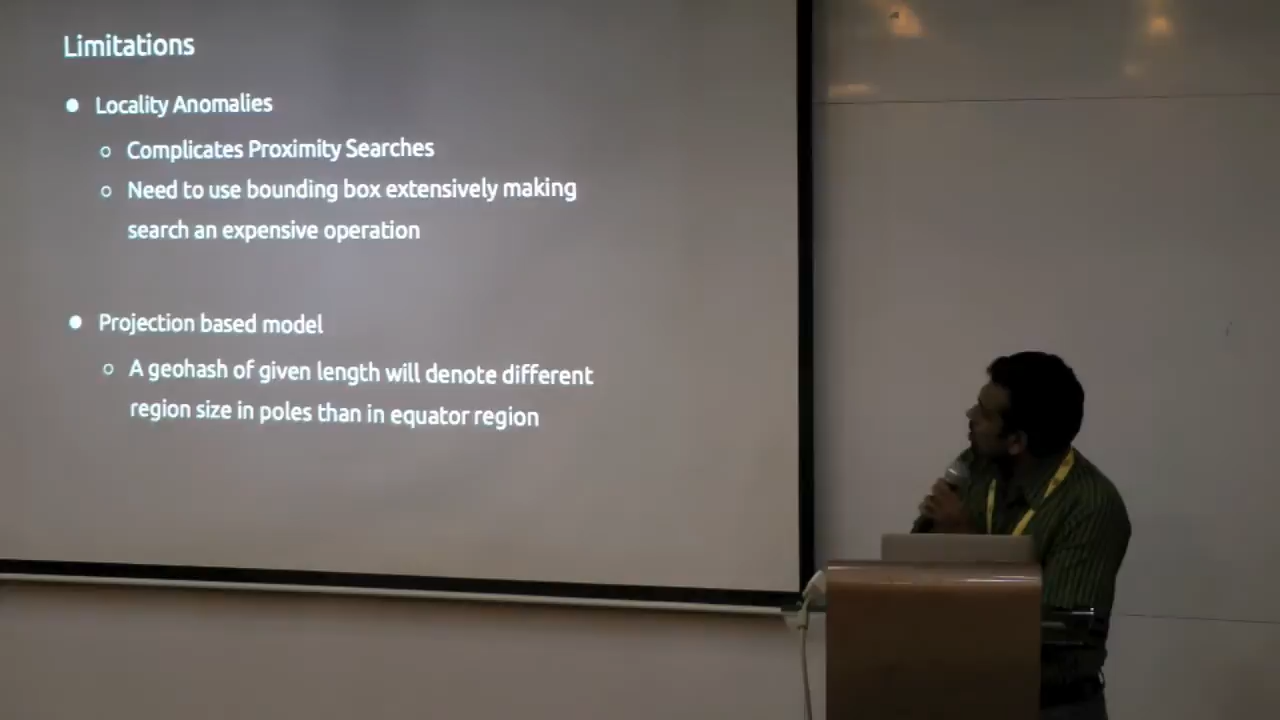 Limitations
● Locality Anomalies
○ Complicates Proximity Searches
○ Need to use bounding box extensively making
search an expensive operation
● Projection based model
○ A geohash of given length will denote different
region size in poles than in equator region